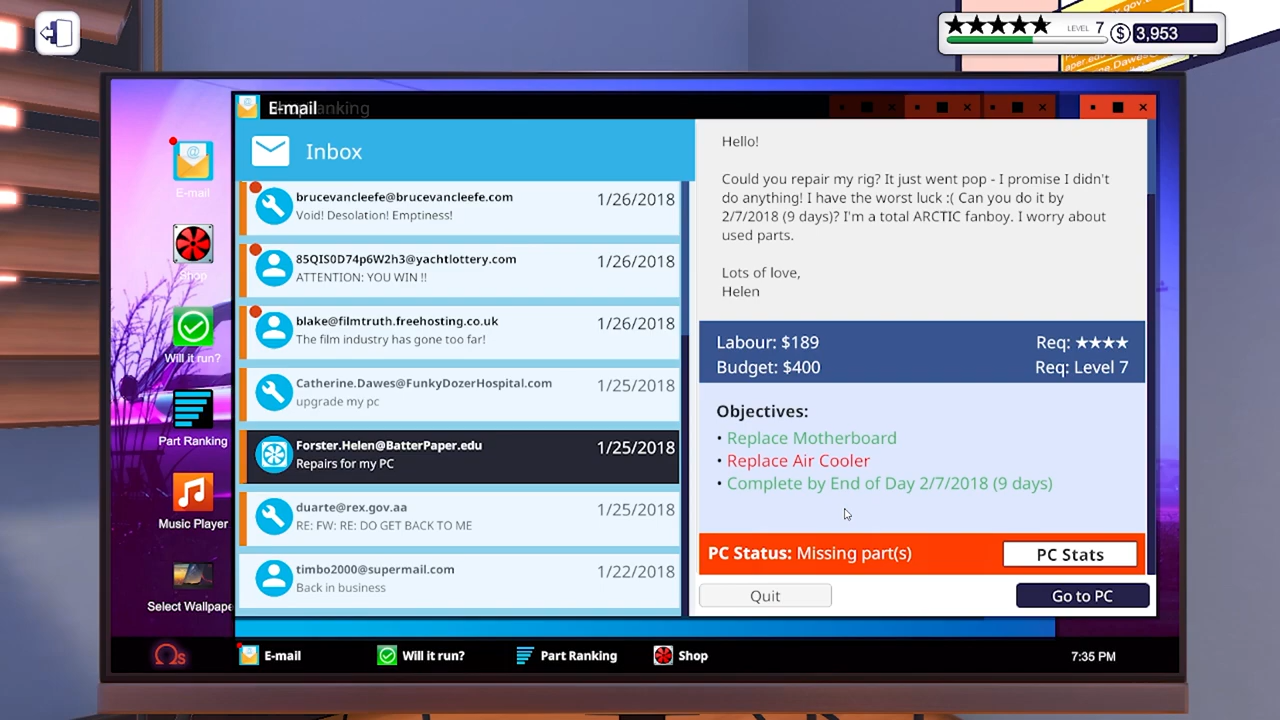 LEVEL 7
$ 3,953
E-mail
Inbox
brucevancleefe@brucevancleefe.com 1/26/2018
Void! Desolation! Emptiness!
85QIS0D74p6W2h3@yachtlottery.com 1/26/2018
ATTENTION: YOU WIN !!
blake@filmtruth.freehosting.co.uk 1/26/2018
The film industry has gone too far!
Catherine.Dawes@FunkyDozerHospital.com 1/25/2018
upgrade my pc
Forster.Helen@BatterPaper.edu 1/25/2018
Repairs for my PC
duarte@rex.gov.aa 1/25/2018
RE: FW: RE: DO GET BACK TO ME
timbo2000@supermail.com 1/22/2018
Back in business
Hello!
Could you repair my rig? It just went pop - I promise I didn't
do anything! I have the worst luck :( Can you do it by
2/7/2018 (9 days)? I'm a total ARCTIC fanboy. I worry about
used parts.
Lots of love,
Helen
Labour: $189 Req: ★★★★
Budget: $400 Req: Level 7
Objectives:
• Replace Motherboard
• Replace Air Cooler
• Complete by End of Day 2/7/2018 (9 days)
PC Status: Missing part(s) PC Stats
Quit Go to PC
E-mail
Shop
Will it run?
Part Ranking
Music Player
Select Wallpape
E-mail Will it run? Part Ranking Shop 7:35 PM